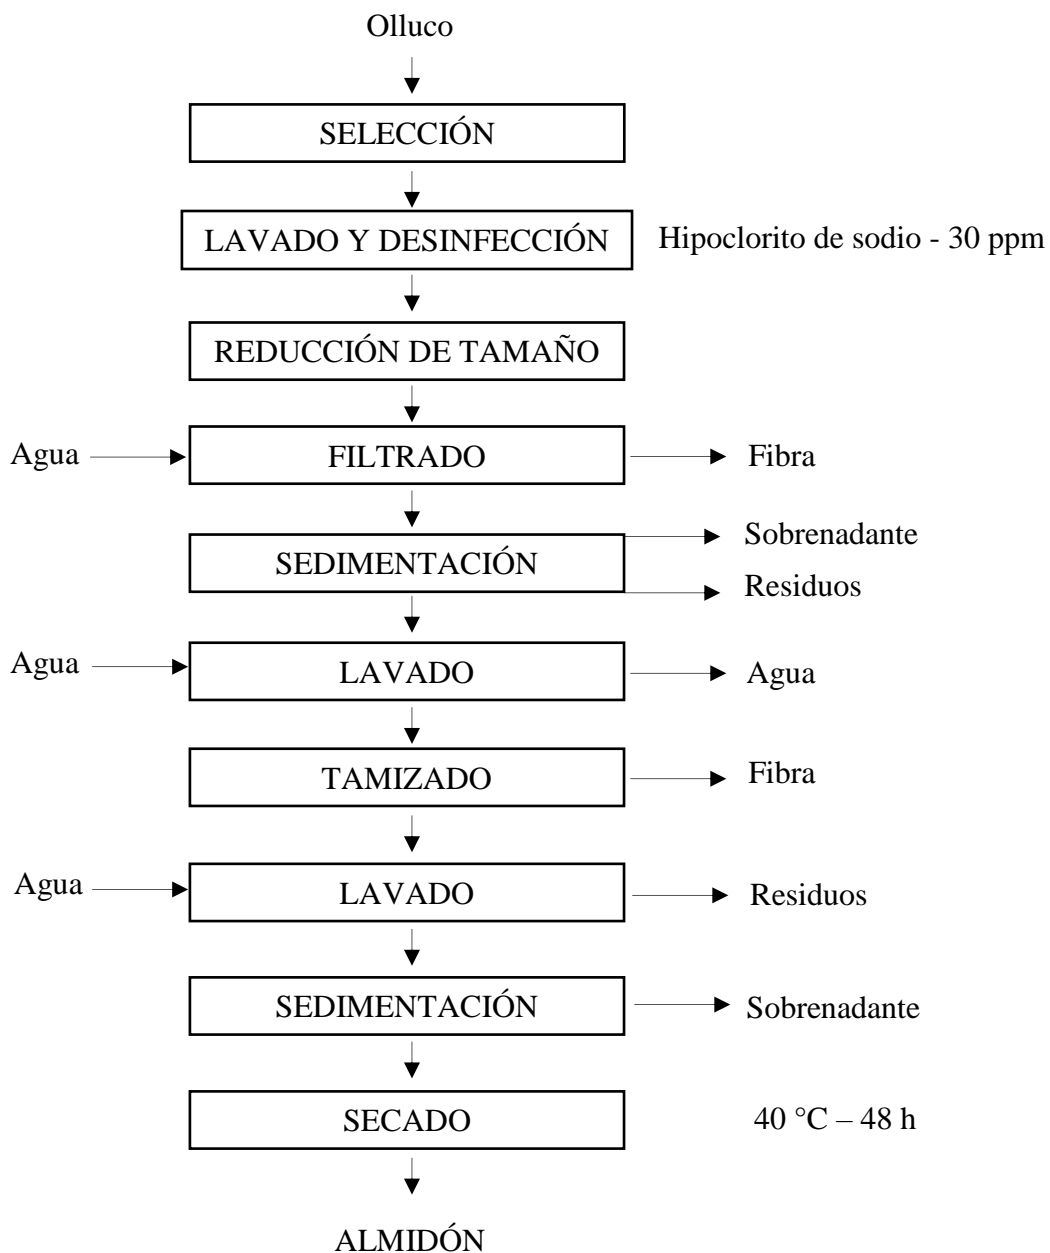 Olluco
SELECCIÓN
LAVADO Y DESINFECCIÓN
Hipoclorito de sodio - 30 ppm
REDUCCIÓN DE TAMAÑO
Agua
FILTRADO
Fibra
SEDIMENTACIÓN
Sobrenadante
Residuos
Agua
LAVADO
Agua
TAMIZADO
Fibra
Agua
LAVADO
Residuos
SEDIMENTACIÓN
Sobrenadante
SECADO
40 °C – 48 h
ALMIDÓN